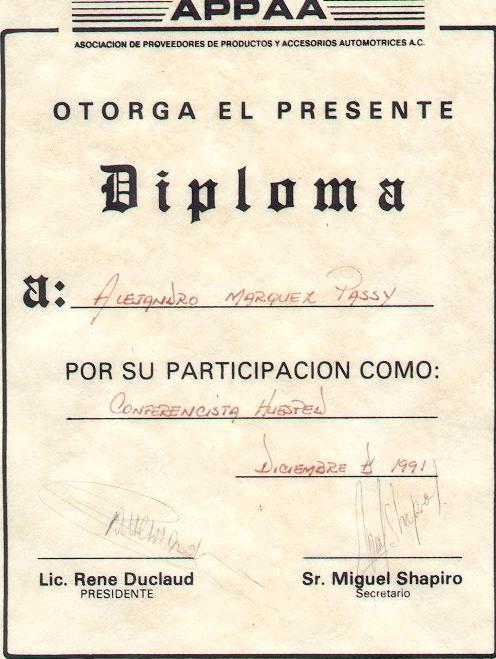 APPAA
ASOCIACION DE PROVEEDORES DE PRODUCTOS Y ACCESORIOS AUTOMOTRICES A.C.
OTORGA EL PRESENTE
Diploma
a: ALEJANDRO MARQUEZ PASSY
POR SU PARTICIPACION COMO:
CONFERENCISTA HUESPED
DICIEMBRE 1991
Lic. Rene Duclaud Sr. Miguel Shapiro
PRESIDENTE Secretario